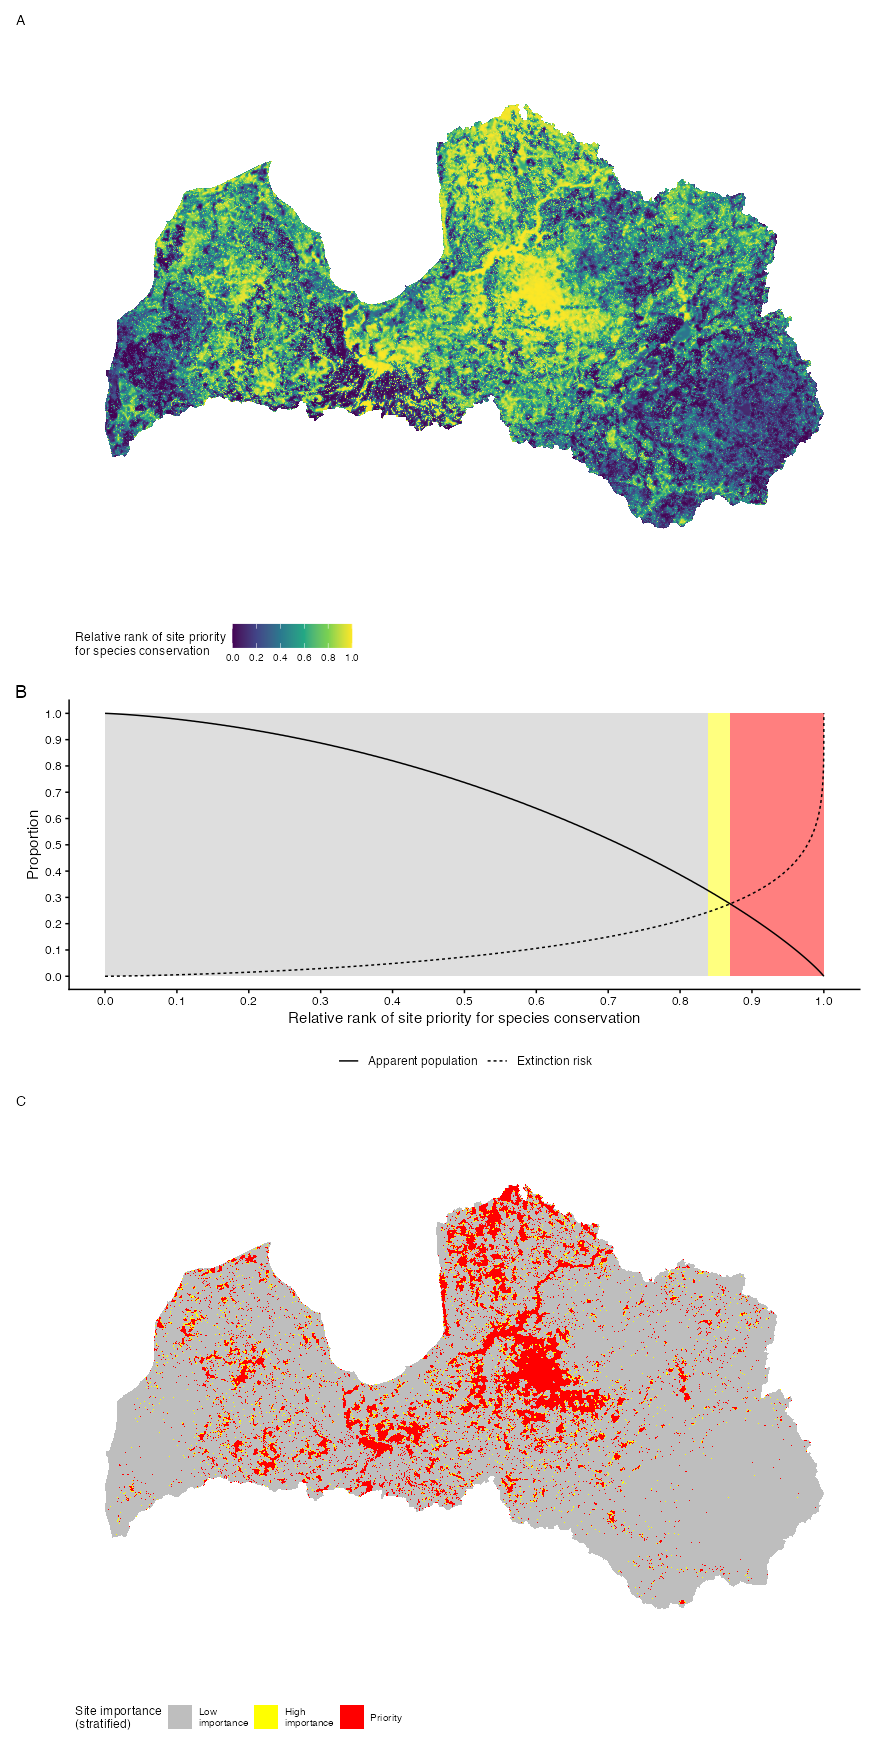 A
Relative rank of site priority
for species conservation
0.0 0.2 0.4 0.6 0.8 1.0
B
Proportion
1.0
0.9
0.8
0.7
0.6
0.5
0.4
0.3
0.2
0.1
0.0
0.0 0.1 0.2 0.3 0.4 0.5 0.6 0.7 0.8 0.9 1.0
Relative rank of site priority for species conservation
Apparent population Extinction risk
C
Site importance
(stratified)
Low
importance
High
importance
Priority